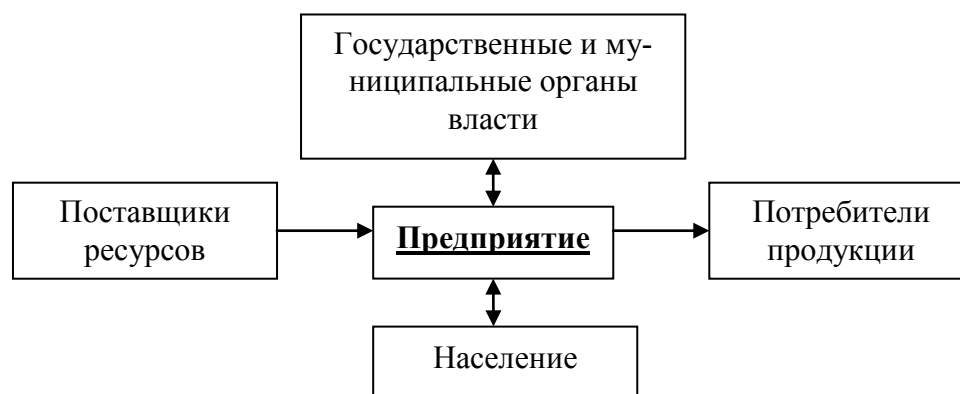 Государственные и му-
ниципальные органы
власти
Поставщики
ресурсов
Предприятие
Потребители
продукции
Население